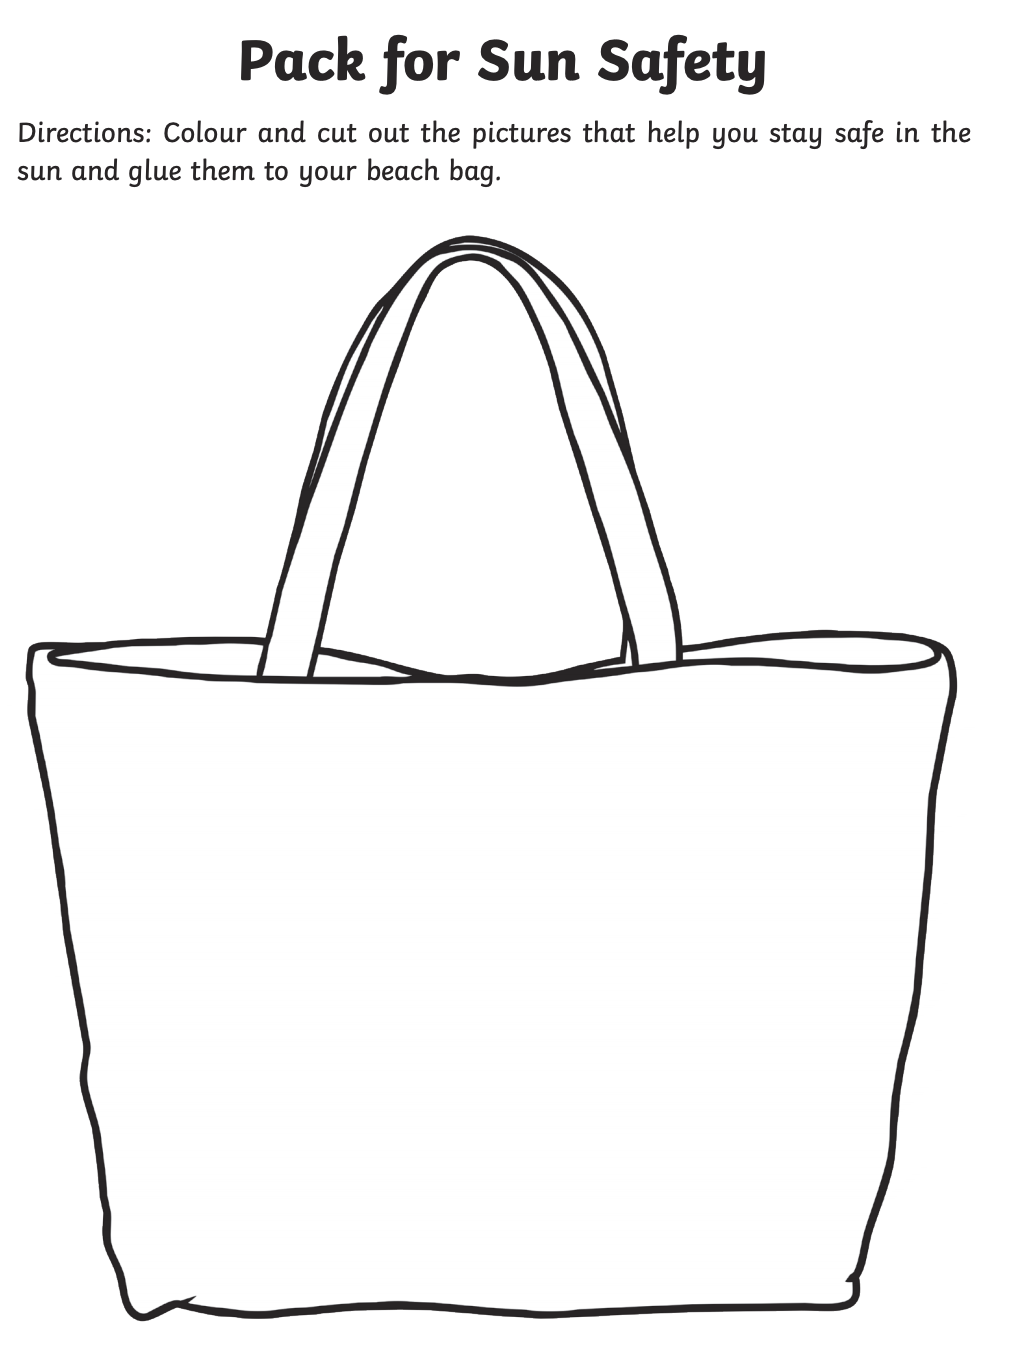 Pack for Sun Safety
Directions: Colour and cut out the pictures that help you stay safe in the
sun and glue them to your beach bag.